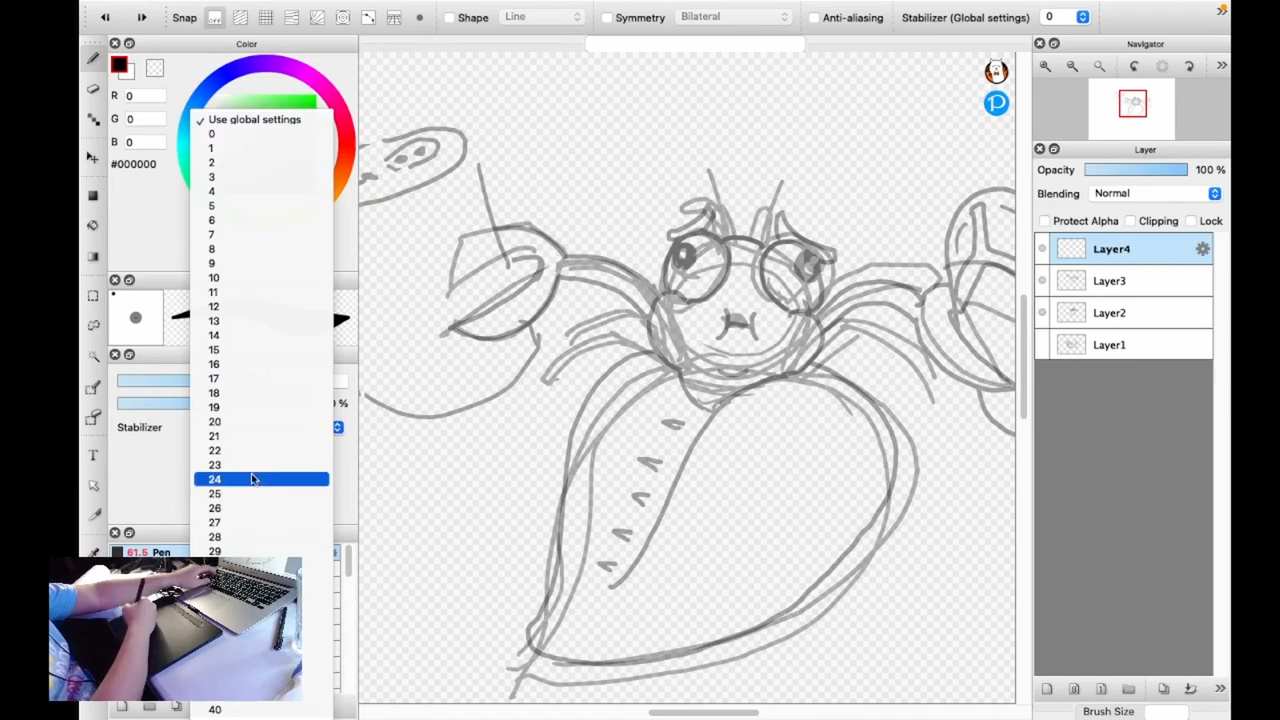 Snap off Shape Line Symmetry Bilateral Anti-aliasing Stabilizer (Global settings) 0
Color
R 0
G 0
B 0
#000000
Use global settings
0
1
2
3
4
5
6
7
8
9
10
11
12
13
14
15
16
17
18
19
20
21
22
23
24
25
26
27
28
29
40
%
Stabilizer
61.5 Pen
Navigator
Layer
Opacity 100 %
Blending Normal
Protect Alpha Clipping Lock
Layer4
Layer3
Layer2
Layer1
Brush Size